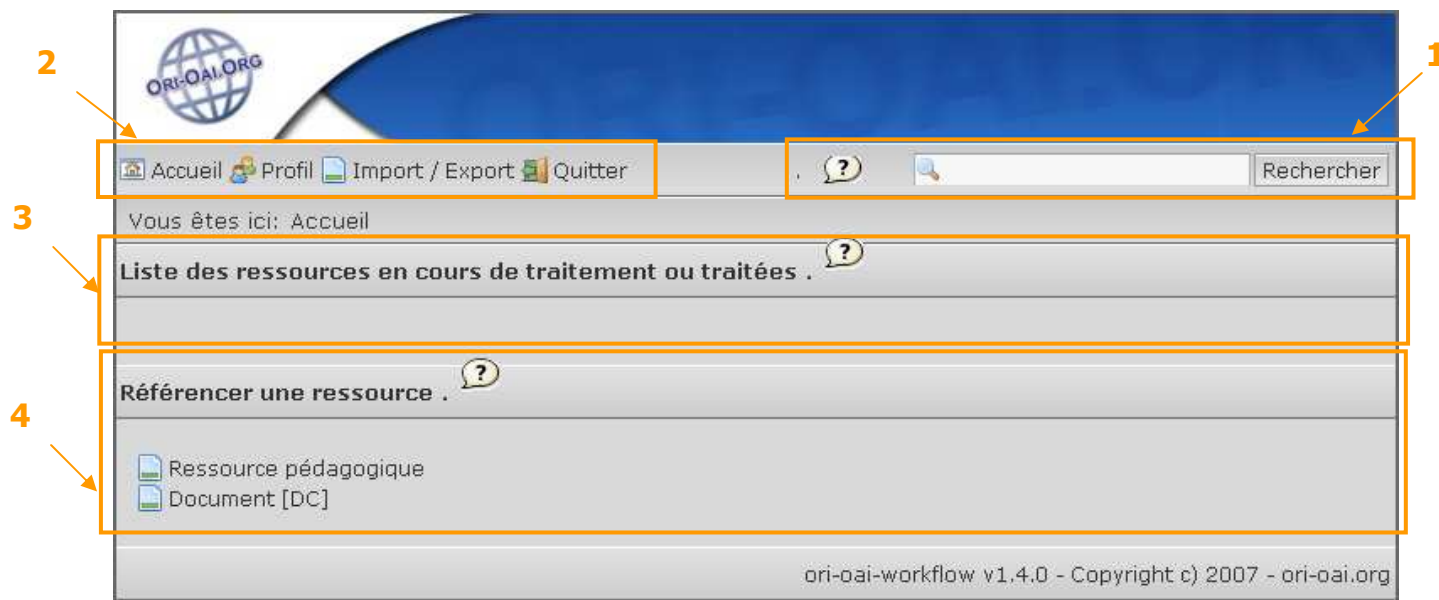 2
1
ORI-OAI.ORG
Accueil Profil Import / Export Quitter . ? Rechercher
3
Vous êtes ici: Accueil
Liste des ressources en cours de traitement ou traitées . ?
Référencer une ressource . ?
4
Ressource pédagogique
Document [DC]
ori-oai-workflow v1.4.0 - Copyright c) 2007 - ori-oai.org